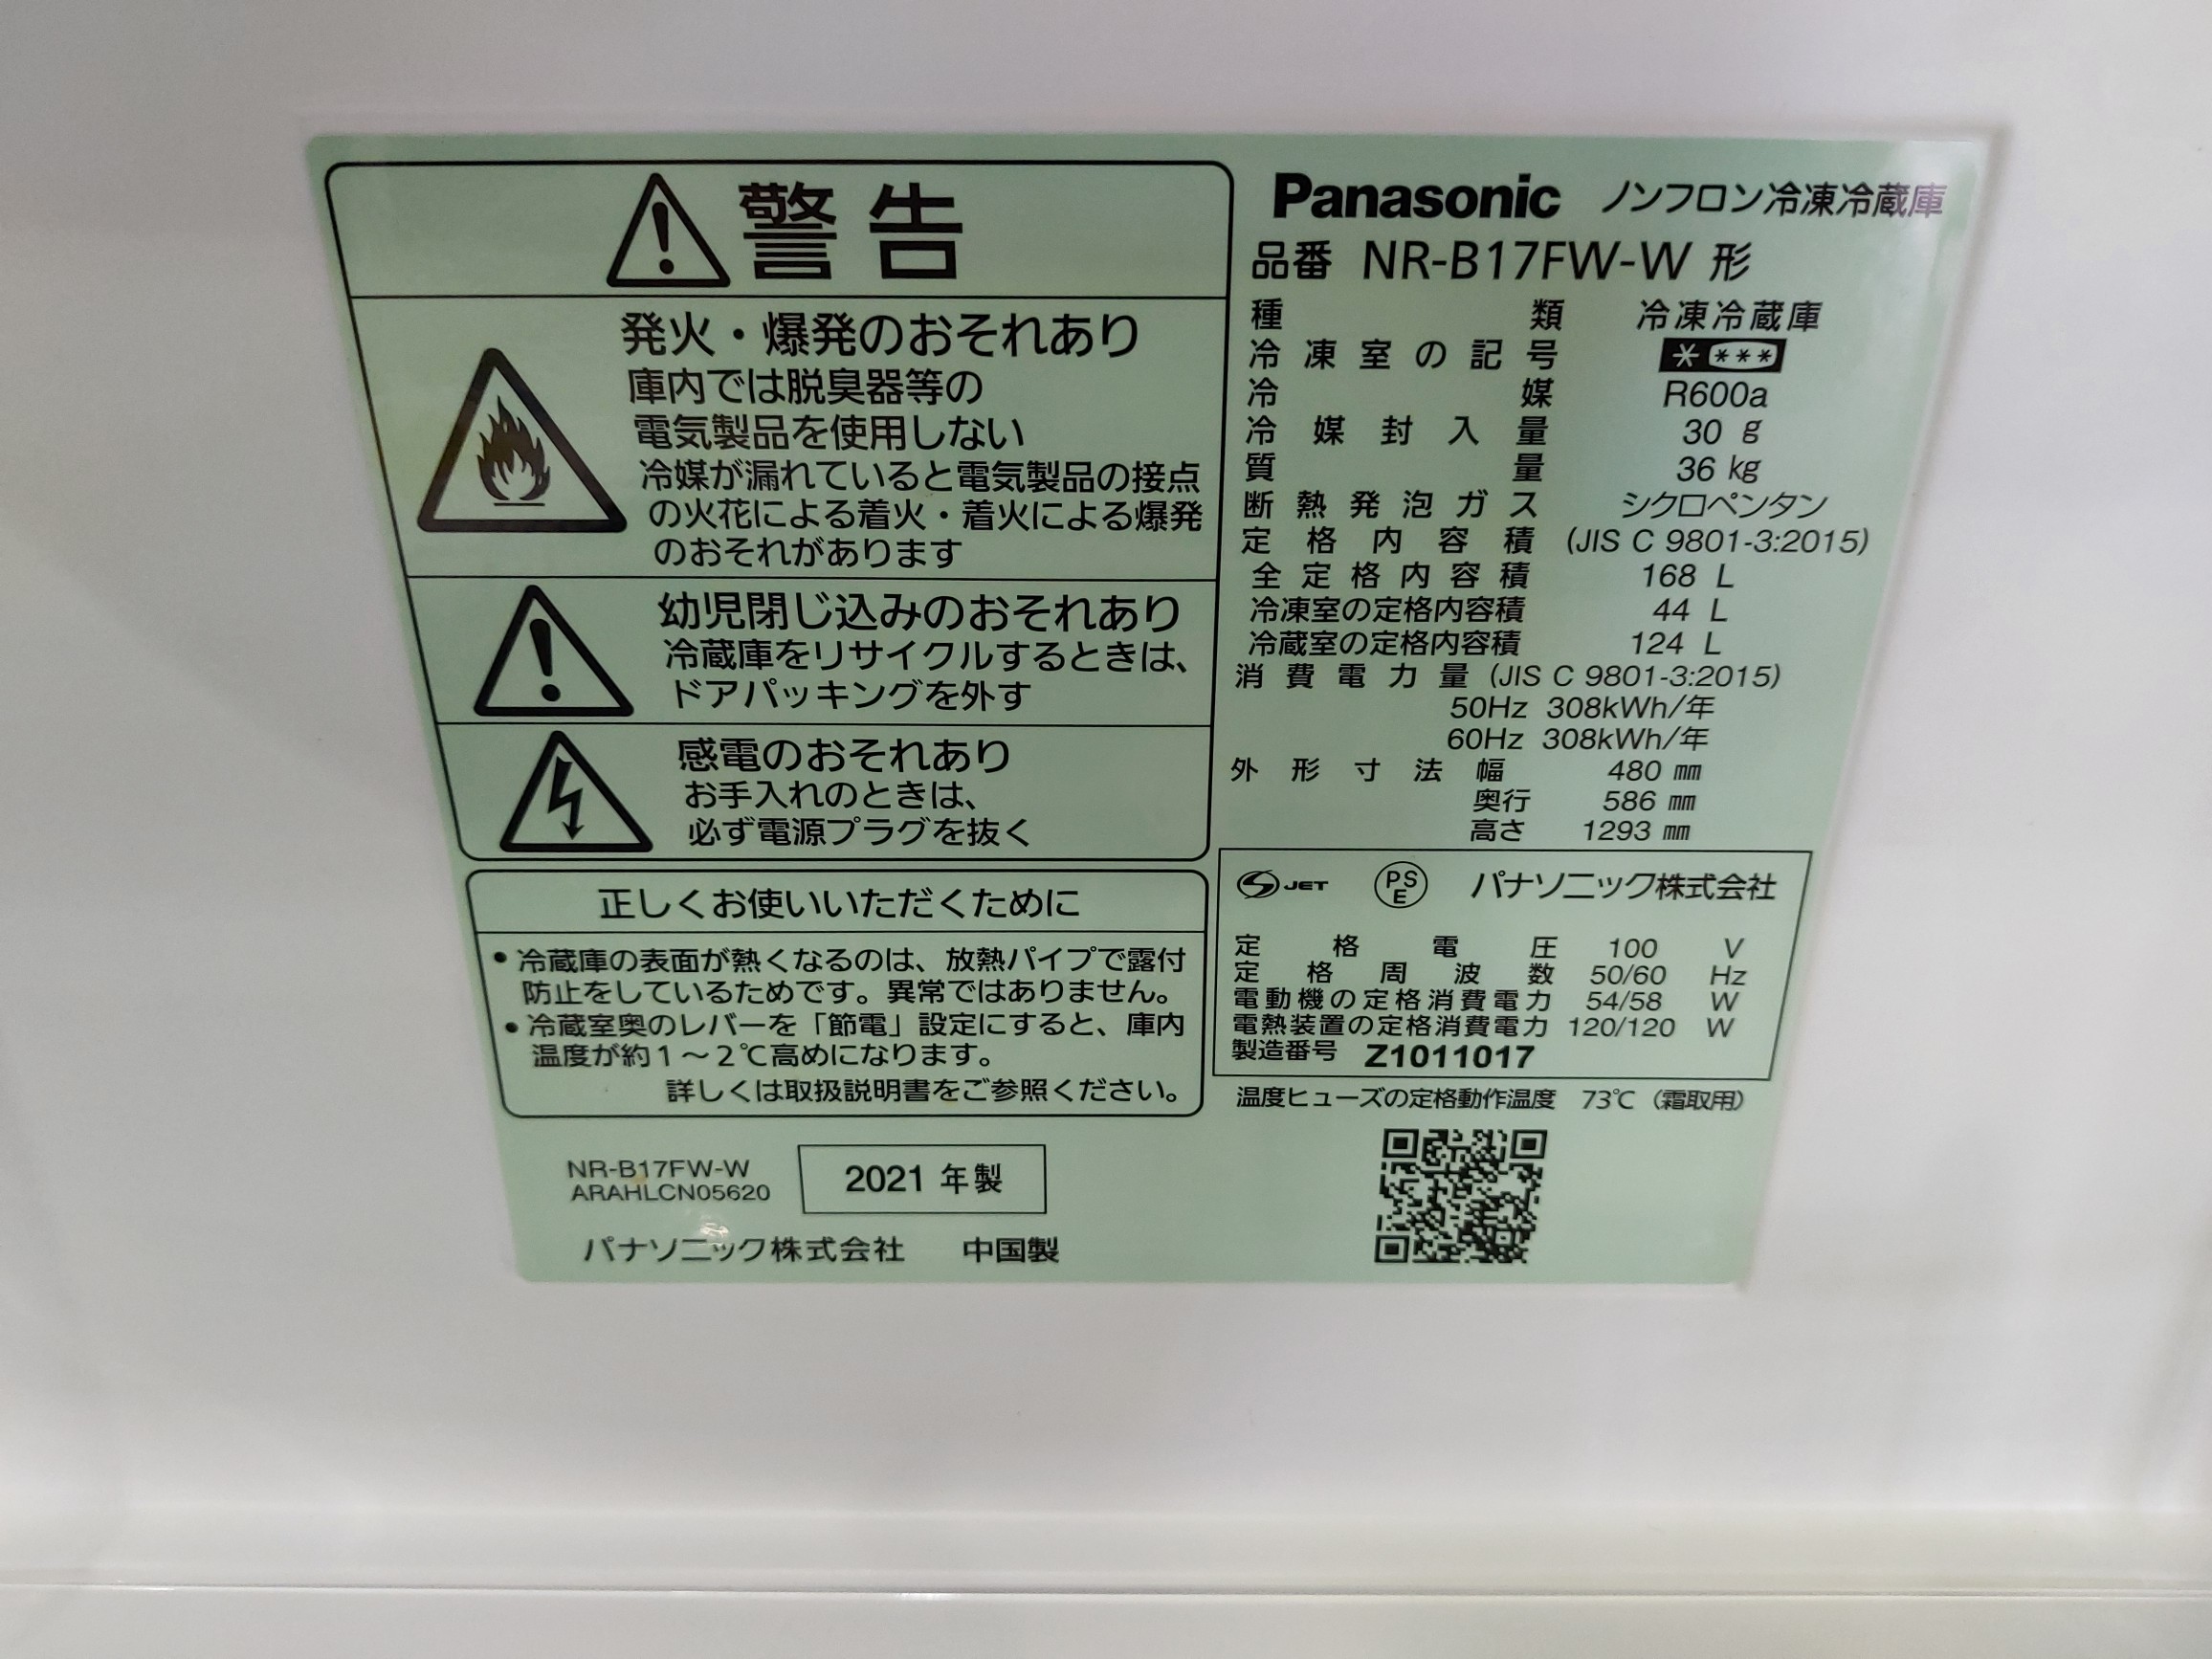 警告
発火・爆発のおそれあり
庫内では脱臭器等の
電気製品を使用しない
冷媒が漏れていると電気製品の接点
の火花による着火・着火による爆発
のおそれがあります
幼児閉じ込みのおそれあり
冷蔵庫をリサイクルするときは、
ドアパッキングを外す
感電のおそれあり
お手入れのときは、
必ず電源プラグを抜く
正しくお使いいただくために
• 冷蔵庫の表面が熱くなるのは、放熱パイプで露付
防止をしているためです。異常ではありません。
• 冷蔵室奥のレバーを「節電」設定にすると、庫内
温度が約1～2℃高めになります。
詳しくは取扱説明書をご参照ください。
NR-B17FW-W
ARAHLCN05620
2021 年製
パナソニック株式会社 中国製
Panasonic ノンフロン冷凍冷蔵庫
品番 NR-B17FW-W 形
種類 冷凍冷蔵庫
冷凍室の記号 * ***
冷媒 R600a
冷媒封入量 30 g
質量 36 kg
断熱発泡ガス シクロペンタン
定格内容積 (JIS C 9801-3:2015)
全定格内容積 168 L
冷凍室の定格内容積 44 L
冷蔵室の定格内容積 124 L
消費電力量 (JIS C 9801-3:2015)
50Hz 308kWh/年
60Hz 308kWh/年
外形寸法 幅 480 mm
奥行 586 mm
高さ 1293 mm
JET PSE パナソニック株式会社
定格電圧 100 V
定格周波数 50/60 Hz
電動機の定格消費電力 54/58 W
電熱装置の定格消費電力 120/120 W
製造番号 Z1011017
温度ヒューズの定格動作温度 73℃ (霜取用)